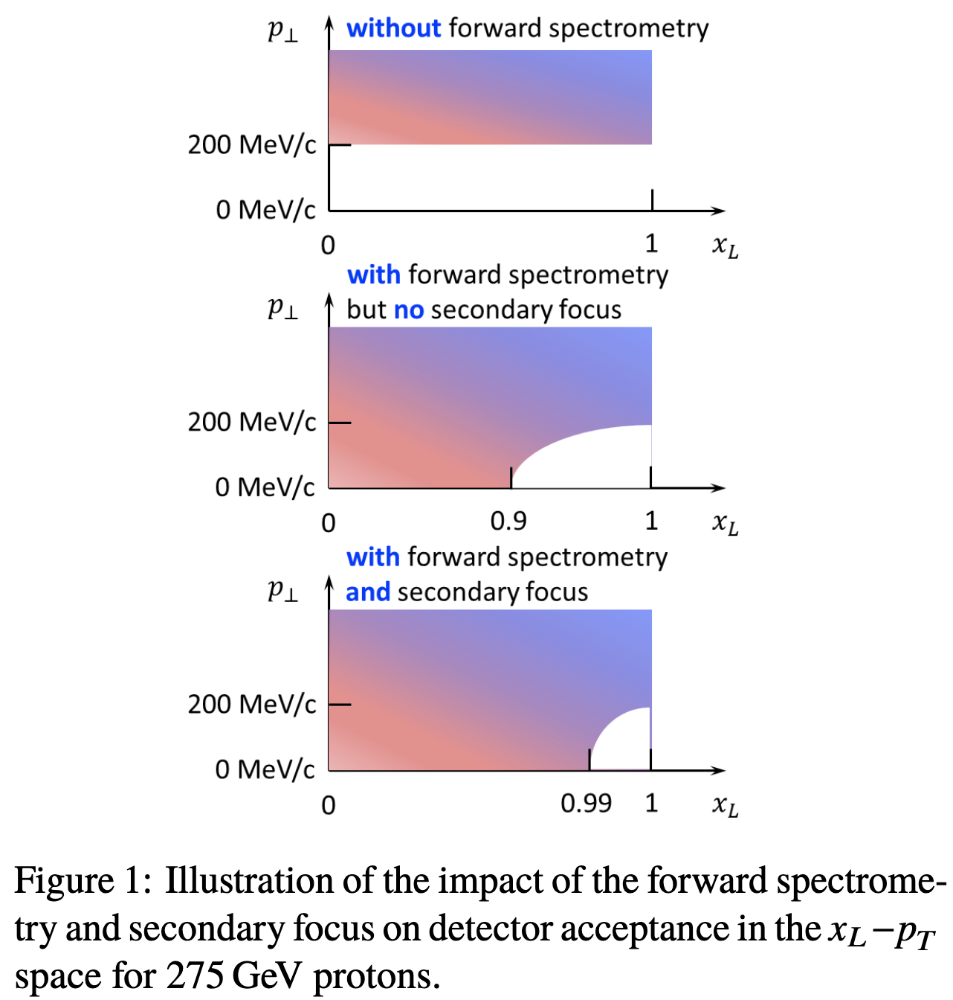 p⊥ without forward spectrometry
200 MeV/c
0 MeV/c
0 1 x_L
with forward spectrometry
p⊥ but no secondary focus
200 MeV/c
0 MeV/c
0 0.9 1 x_L
with forward spectrometry
p⊥ and secondary focus
200 MeV/c
0 MeV/c
0 0.99 1 x_L
Figure 1: Illustration of the impact of the forward spectrome-
try and secondary focus on detector acceptance in the x_L–p_T
space for 275 GeV protons.